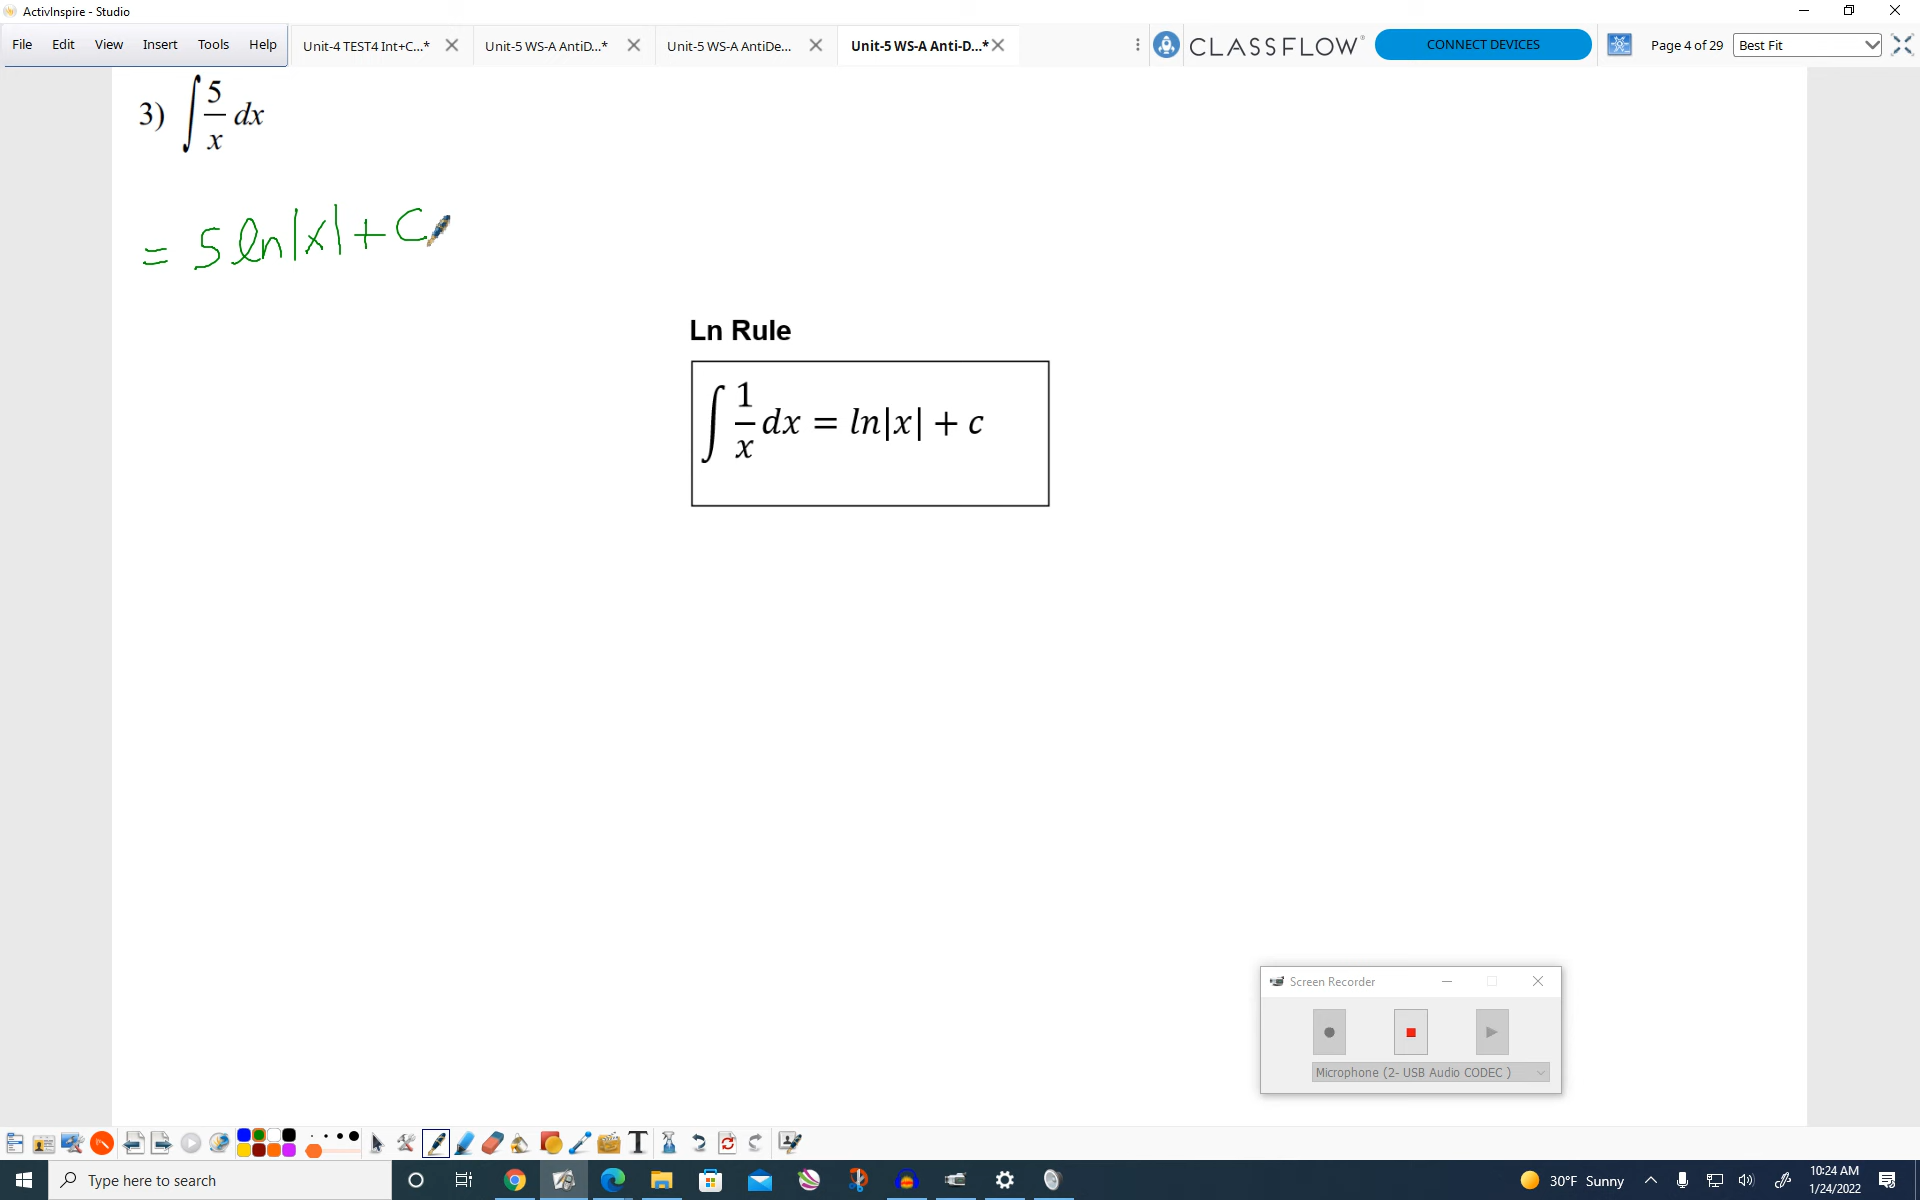 ActivInspire - Studio
File Edit View Insert Tools Help Unit-4 TEST4 Int+C...* Unit-5 WS-A AntiD...* Unit-5 WS-A AntiDe... Unit-5 WS-A Anti-D...* CLASSFLOW CONNECT DEVICES Page 4 of 29 Best Fit
3) ∫ 5/x dx
= 5 ln|x| + C
Ln Rule
∫ 1/x dx = ln|x| + c
Screen Recorder
Microphone (2- USB Audio CODEC )
T
Type here to search 30°F Sunny 10:24 AM
1/24/2022